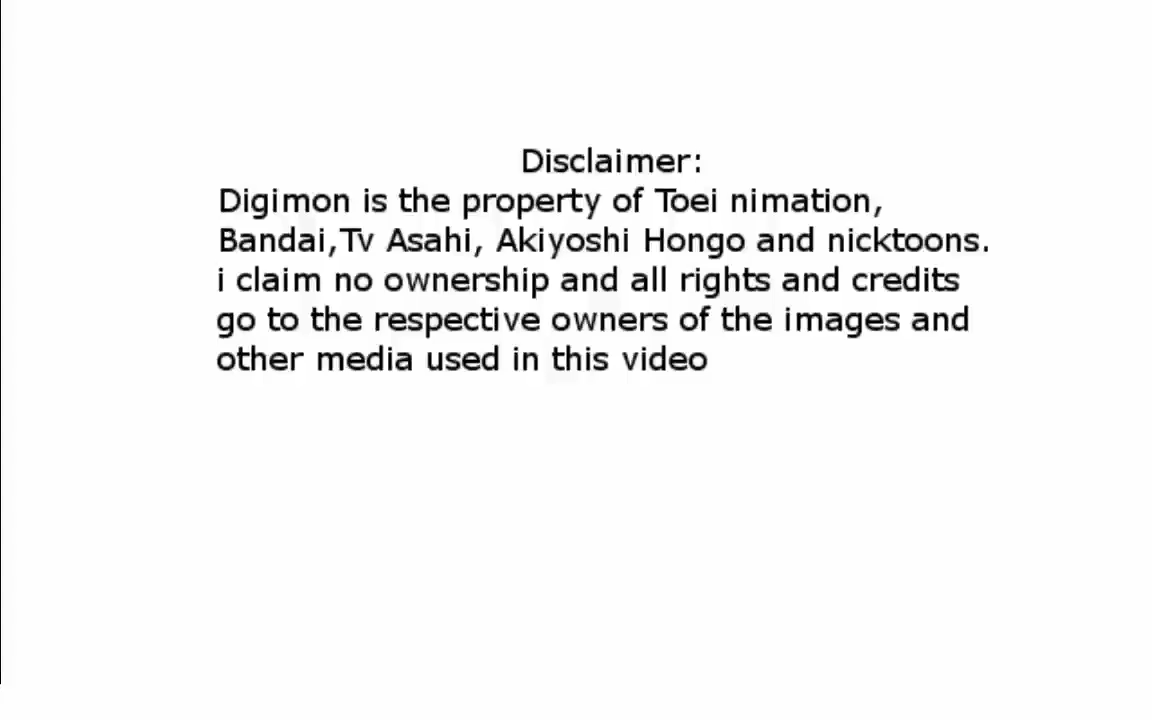 Disclaimer:
Digimon is the property of Toei nimation,
Bandai,Tv Asahi, Akiyoshi Hongo and nicktoons.
i claim no ownership and all rights and credits
go to the respective owners of the images and
other media used in this video